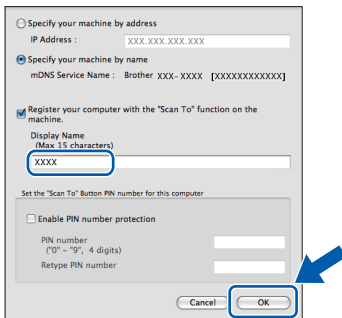 Specify your machine by address
IP Address : XXX.XXX.XXX.XXX
Specify your machine by name
mDNS Service Name : Brother XXX-XXXX [XXXXXXXXXXXX]
Register your computer with the "Scan To" function on the
machine.
Display Name
(Max 15 characters)
XXXX
Set the "Scan To" Button PIN number for this computer
Enable PIN number protection
PIN number
("0" – "9", 4 digits)
Retype PIN number
Cancel OK